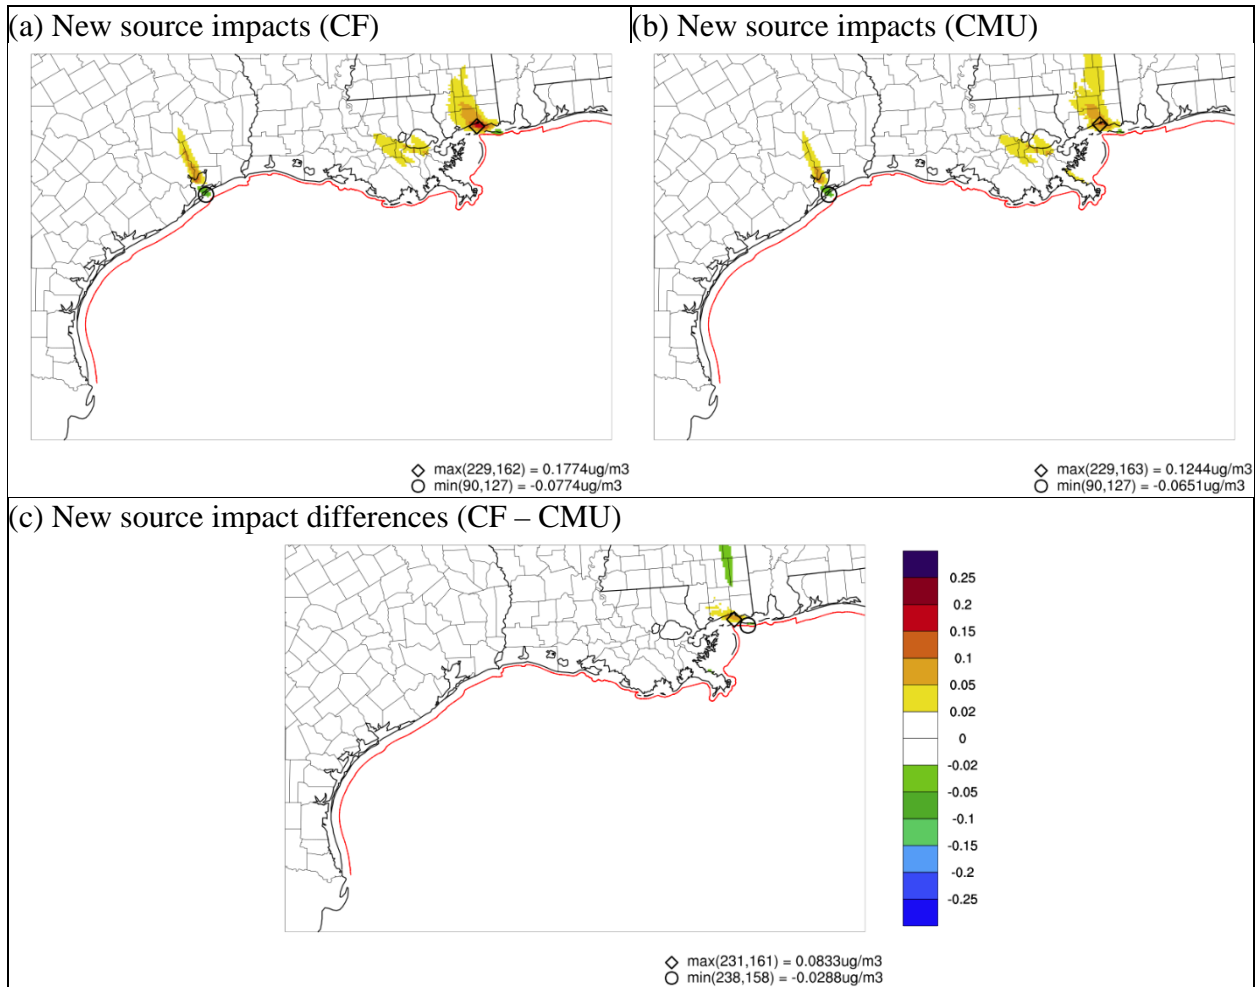 (a) New source impacts (CF)
(b) New source impacts (CMU)
max(229,162) = 0.1774ug/m3
min(90,127) = -0.0774ug/m3
max(229,163) = 0.1244ug/m3
min(90,127) = -0.0651ug/m3
(c) New source impact differences (CF – CMU)
0.25
0.2
0.15
0.1
0.05
0.02
0
-0.02
-0.05
-0.1
-0.15
-0.2
-0.25
max(231,161) = 0.0833ug/m3
min(238,158) = -0.0288ug/m3